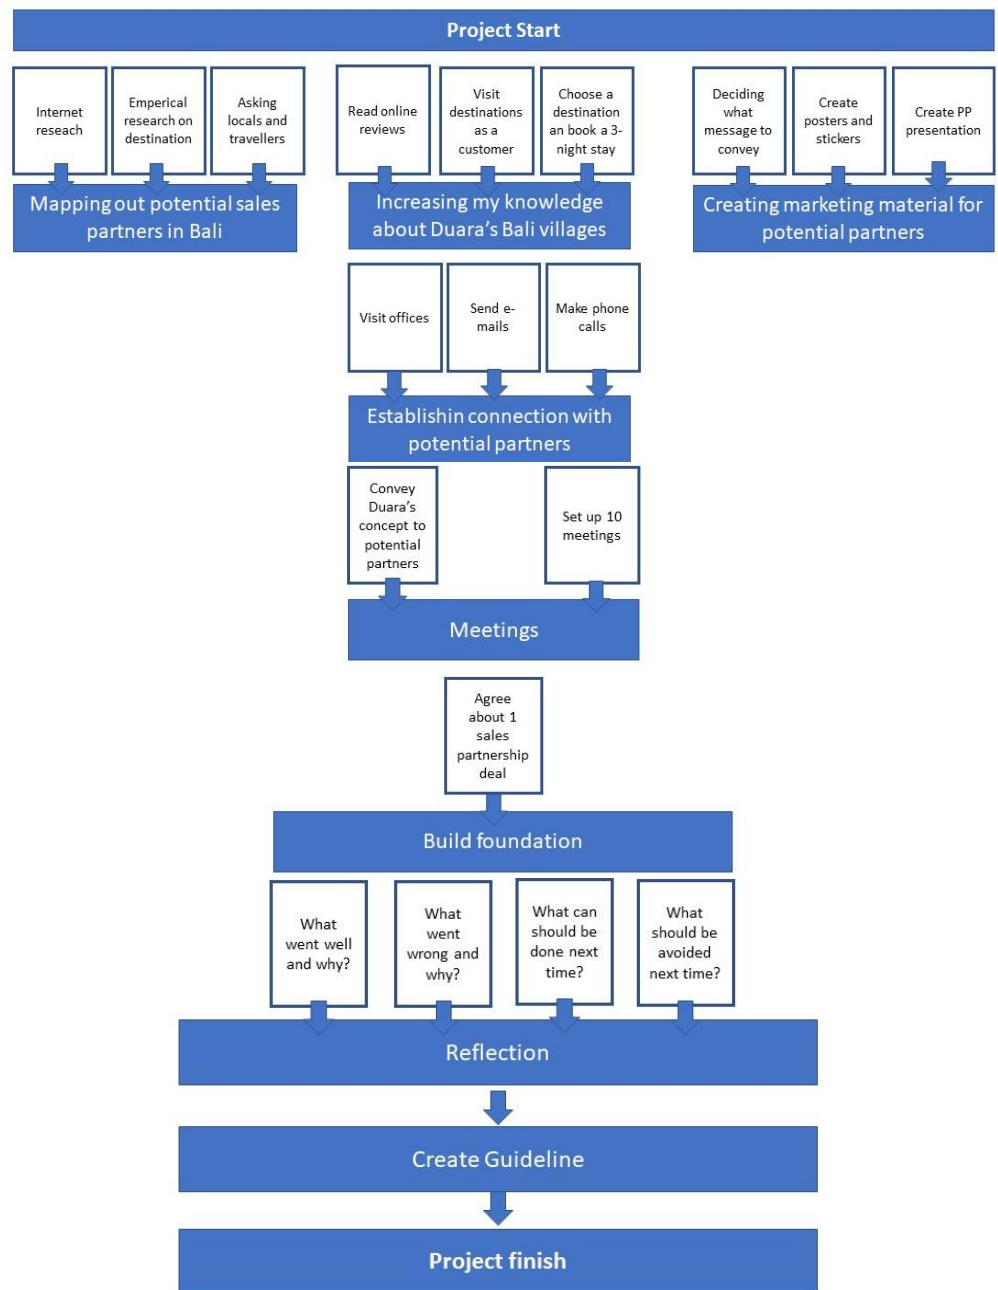 Project Start
Internet
reseach
Emperical
research on
destination
Asking
locals and
travellers
Read online
reviews
Visit
destinations
as a
customer
Choose a
destination
an book a 3-
night stay
Deciding
what
message to
convey
Create
posters and
stickers
Create PP
presentation
Mapping out potential sales
partners in Bali
Increasing my knowledge
about Duara's Bali villages
Creating marketing material for
potential partners
Visit offices
Send e-
mails
Make phone
calls
Establishin connection with
potential partners
Convey
Duara's
concept to
potential
partners
Set up 10
meetings
Meetings
Agree
about 1
sales
partnership
deal
Build foundation
What
went well
and why?
What
went
wrong and
why?
What can
should be
done next
time?
What
should be
avoided
next time?
Reflection
Create Guideline
Project finish